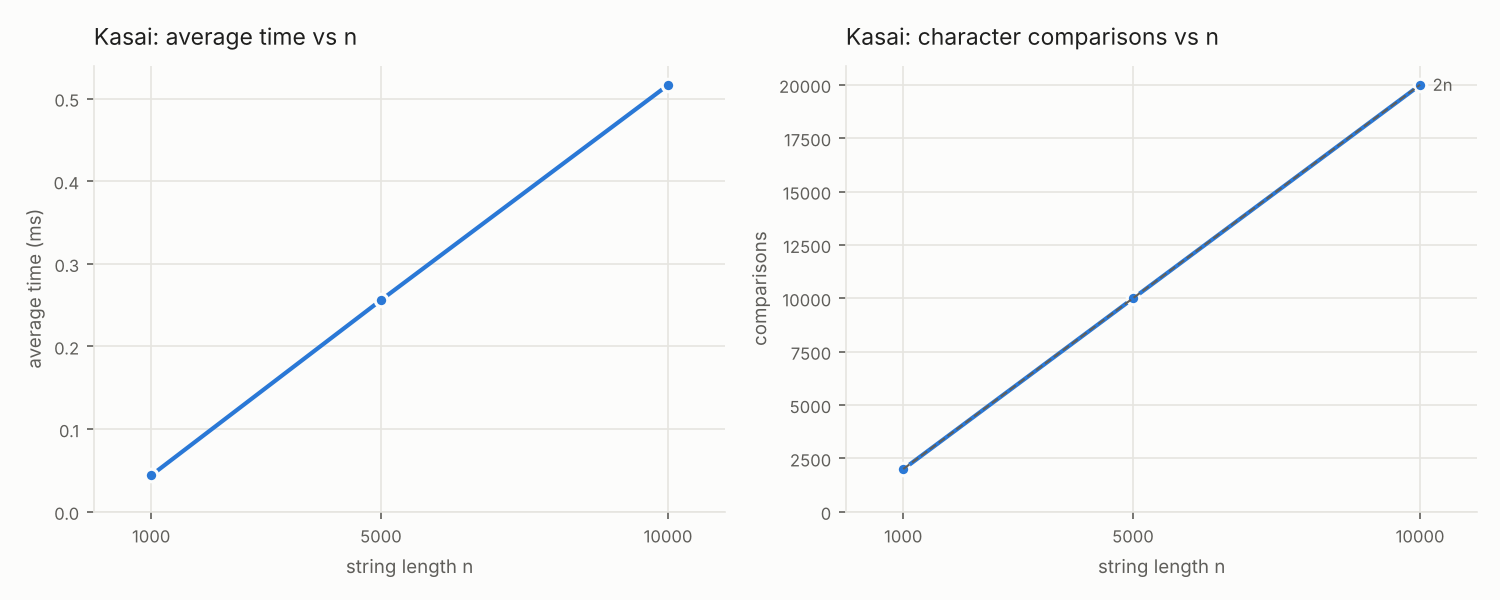 Kasai: average time vs n
average time (ms)
0.5
0.4
0.3
0.2
0.1
0.0
1000 5000 10000
string length n
Kasai: character comparisons vs n
comparisons
20000
17500
15000
12500
10000
7500
5000
2500
0
2n
1000 5000 10000
string length n